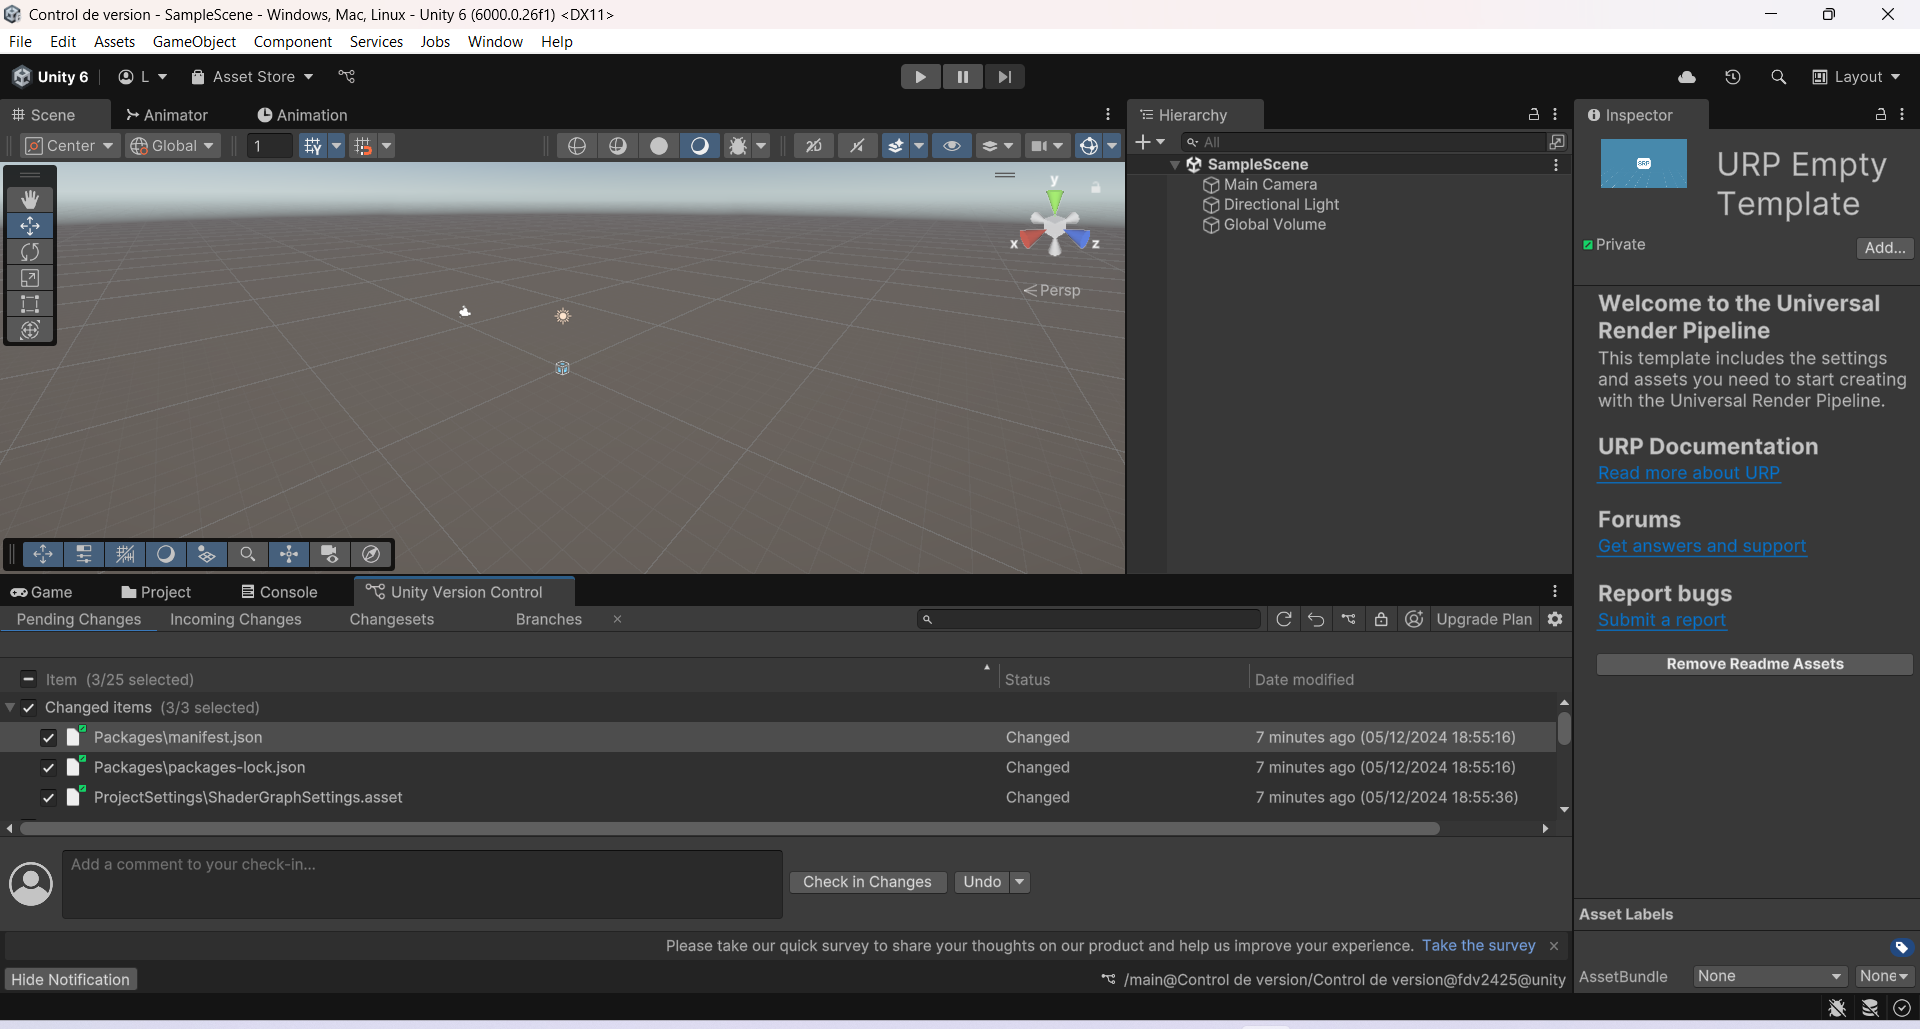 Control de version - SampleScene - Windows, Mac, Linux - Unity 6 (6000.0.26f1) <DX11>
File Edit Assets GameObject Component Services Jobs Window Help
Unity 6 L Asset Store Layout
Scene Animator Animation
Center Global 1
y
x z
Persp
Hierarchy
All
SampleScene
Main Camera
Directional Light
Global Volume
Inspector
URP Empty
Template
Private
Add...
Welcome to the Universal
Render Pipeline
This template includes the settings
and assets you need to start creating
with the Universal Render Pipeline.
URP Documentation
Read more about URP
Forums
Get answers and support
Report bugs
Submit a report
Remove Readme Assets
Game Project Console Unity Version Control
Pending Changes Incoming Changes Changesets Branches Upgrade Plan
Item (3/25 selected) Status Date modified
Changed items (3/3 selected)
Packages\manifest.json Changed 7 minutes ago (05/12/2024 18:55:16)
Packages\packages-lock.json Changed 7 minutes ago (05/12/2024 18:55:16)
ProjectSettings\ShaderGraphSettings.asset Changed 7 minutes ago (05/12/2024 18:55:36)
Add a comment to your check-in...
Check in Changes Undo
Please take our quick survey to share your thoughts on our product and help us improve your experience. Take the survey
Hide Notification
/main@Control de version/Control de version@fdv2425@unity
Asset Labels
AssetBundle None None